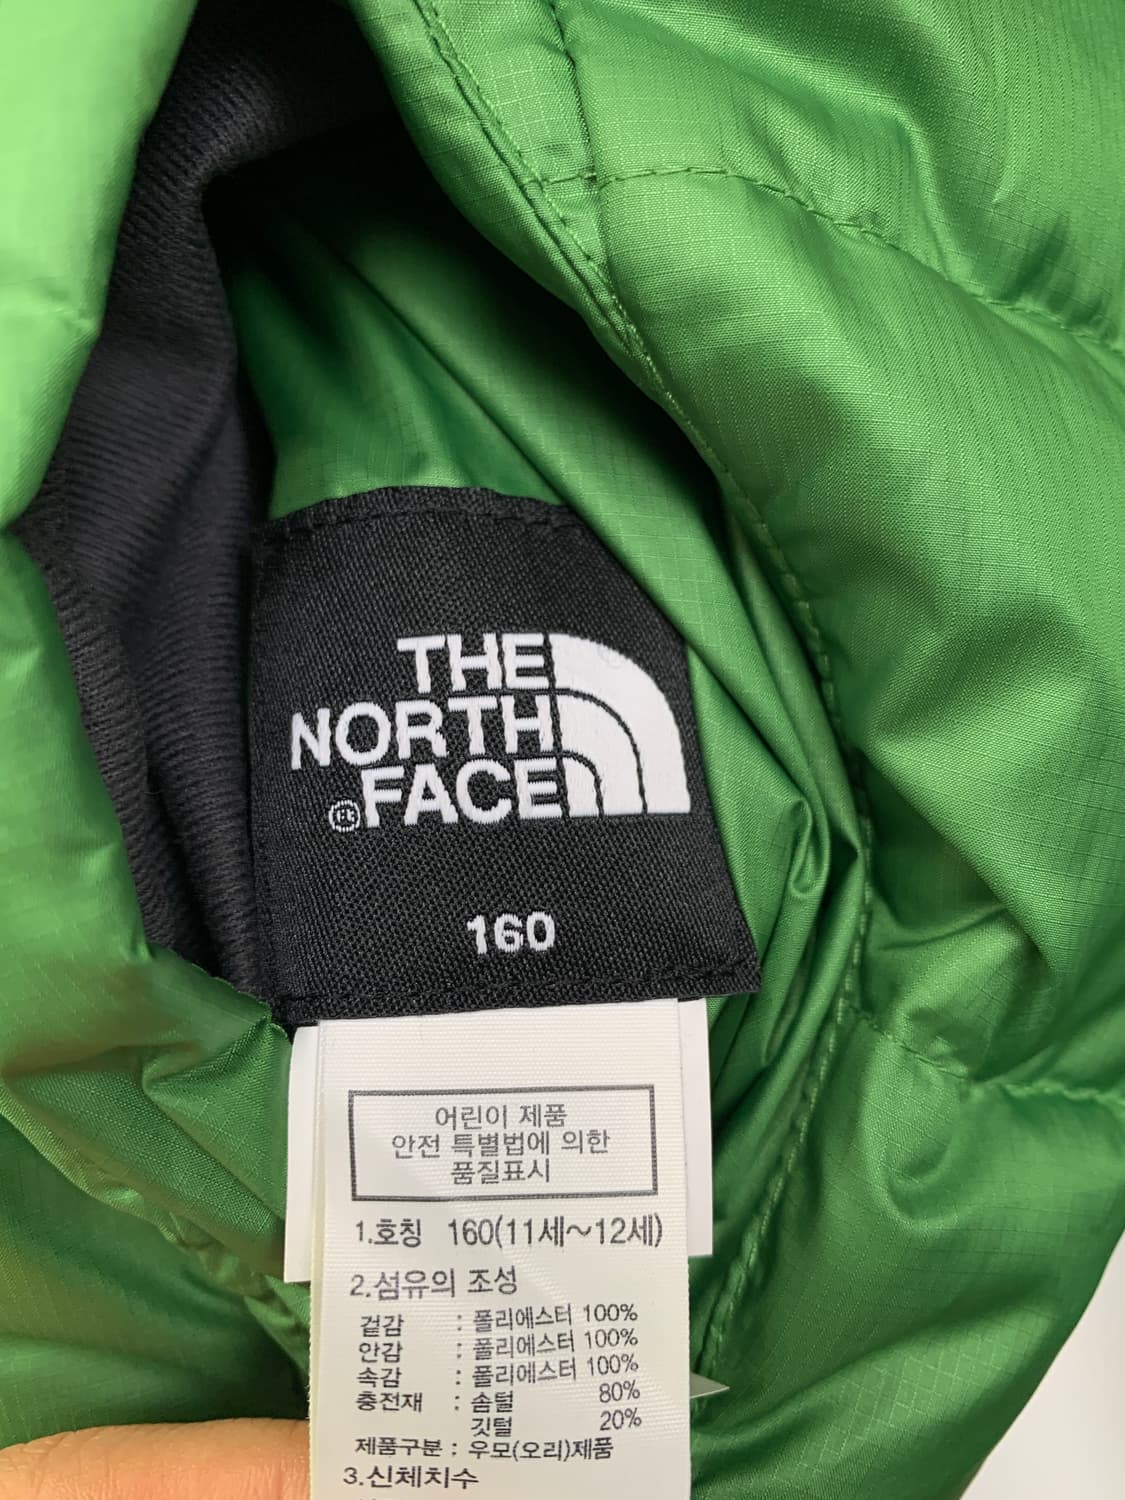 THE
NORTH
FACE
®
160
어린이 제품
안전 특별법에 의한
품질표시
1.호칭 160(11세~12세)
2.섬유의 조성
겉감 : 폴리에스터 100%
안감 : 폴리에스터 100%
속감 : 폴리에스터 100%
충전재 : 솜털 80%
깃털 20%
제품구분 : 우모(오리)제품
3.신체치수